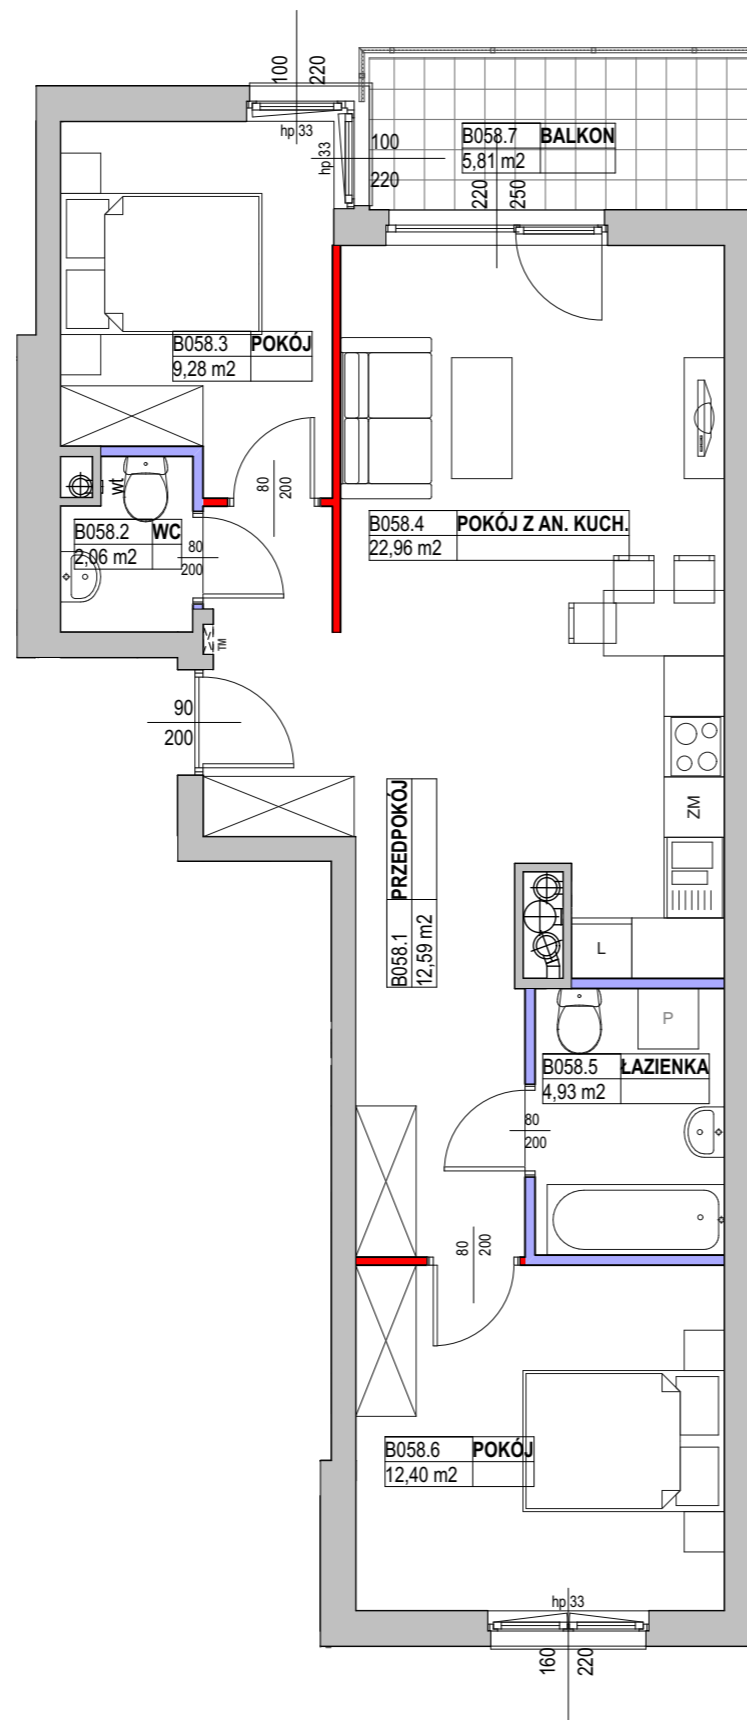 100
220
hp 33
hp 33
100
220
B058.7 BALKON
5,81 m2
220
250
B058.3 POKÓJ
9,28 m2
80
200
Wt
B058.2 WC
2,06 m2
80
200
B058.4 POKÓJ Z AN. KUCH.
22,96 m2
TM
90
200
B058.1 PRZEDPOKÓJ
12,59 m2
ZM
L
P
B058.5 ŁAZIENKA
4,93 m2
80
200
80
200
B058.6 POKÓJ
12,40 m2
hp 33
160
220